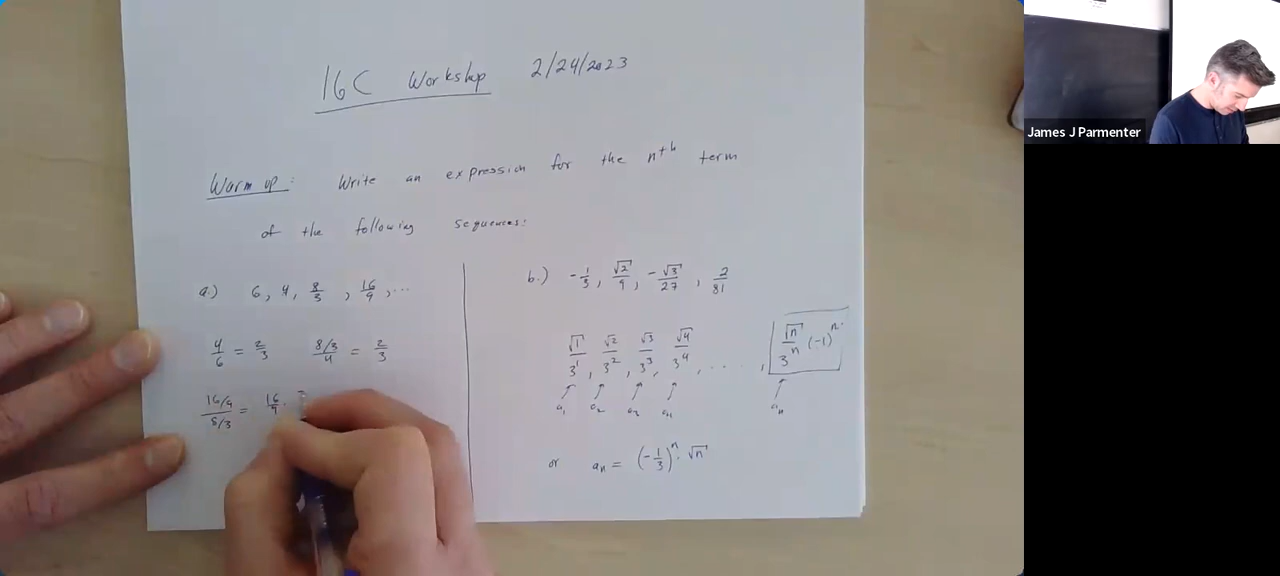 16C Workshop 2/24/2023
Warm up: Write an expression for the nth term
of the following sequences:
a.) 6, 4, 8/3, 16/9, ...
4/6 = 2/3 (8/3)/4 = 2/3
(16/9)/(8/3) = 16/9 ·
b.) -1/3, √2/9, -√3/27, 2/81
√1/3^1, √2/3^2, √3/3^3, √4/3^4, ....., √n/3^n (-1)^n
a1 a2 a3 a4 an
or an = (-1/3)^n · √n
James J Parmenter